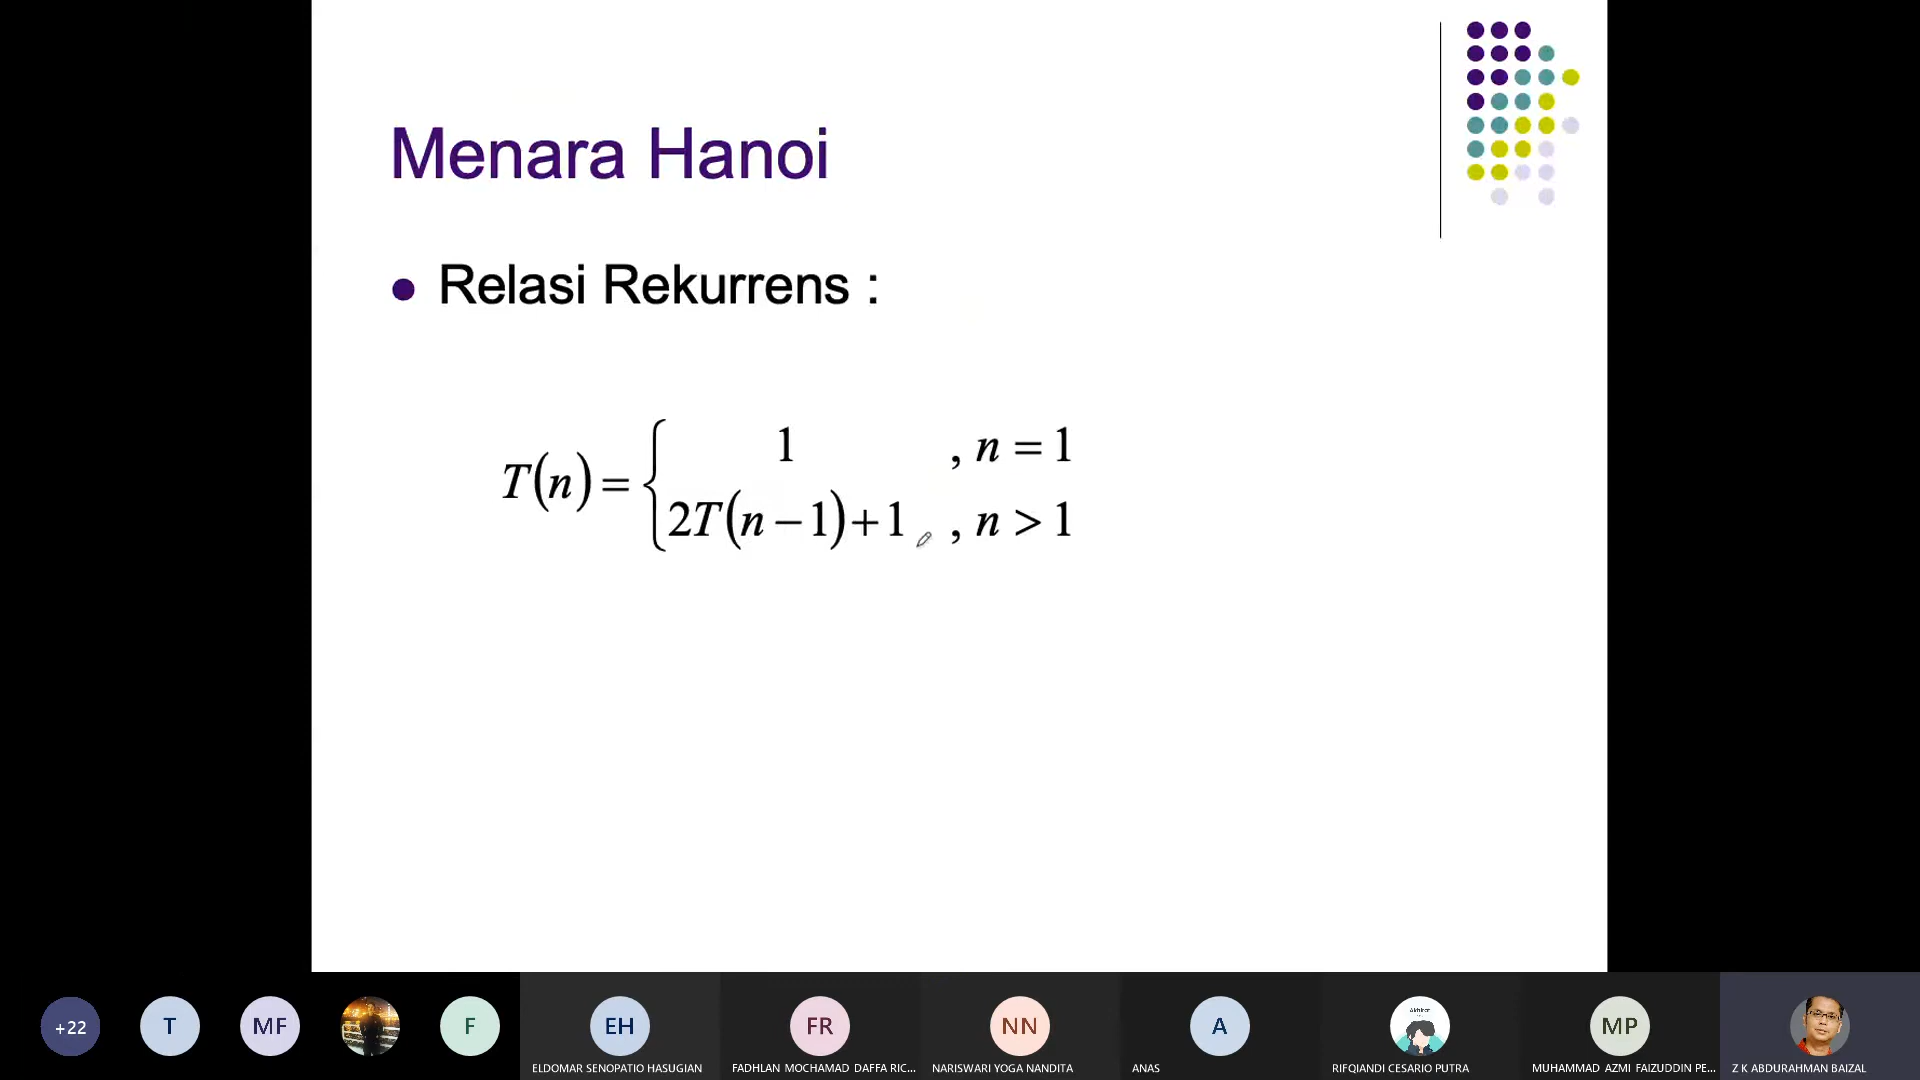 Menara Hanoi
Relasi Rekurrens :
T(n) = { 1 , n = 1
2T(n − 1) + 1 , n > 1
+22
T
MF
F
EH
FR
NN
A
MP
ELDOMAR SENOPATIO HASUGIAN
FADHLAN MOCHAMAD DAFFA RIC...
NARISWARI YOGA NANDITA
ANAS
RIFQIANDI CESARIO PUTRA
MUHAMMAD AZMI FAIZUDDIN PE...
Z K ABDURAHMAN BAIZAL